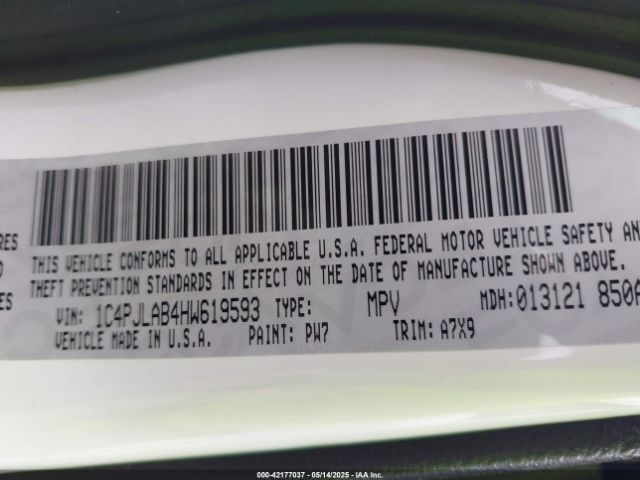 RES
THIS VEHICLE CONFORMS TO ALL APPLICABLE U.S.A. FEDERAL MOTOR VEHICLE SAFETY AN
THEFT PREVENTION STANDARDS IN EFFECT ON THE DATE OF MANUFACTURE SHOWN ABOVE.
ES
VIN: 1C4PJLAB4HW619593 TYPE: MPV MDH: 013121 850A
VEHICLE MADE IN U.S.A. PAINT: PW7 TRIM: A7X9
000-42177037 - 05/14/2025 - IAA Inc.